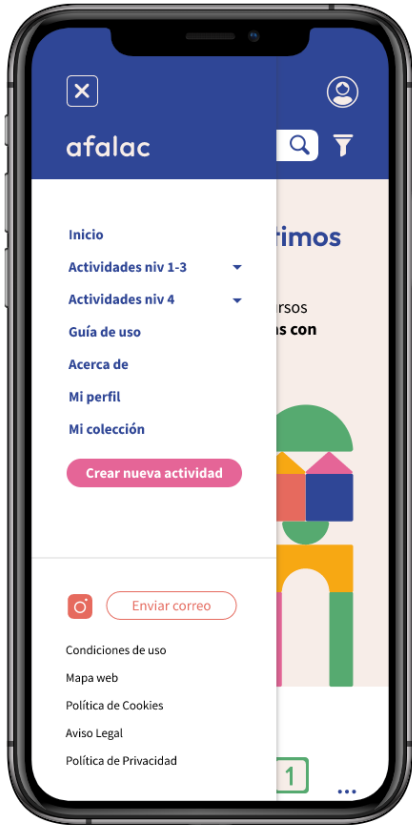 afalac
Inicio
Actividades niv 1-3
Actividades niv 4
Guía de uso
Acerca de
Mi perfil
Mi colección
Crear nueva actividad
Enviar correo
Condiciones de uso
Mapa web
Política de Cookies
Aviso Legal
Política de Privacidad
timos
ursos
as con
1
...